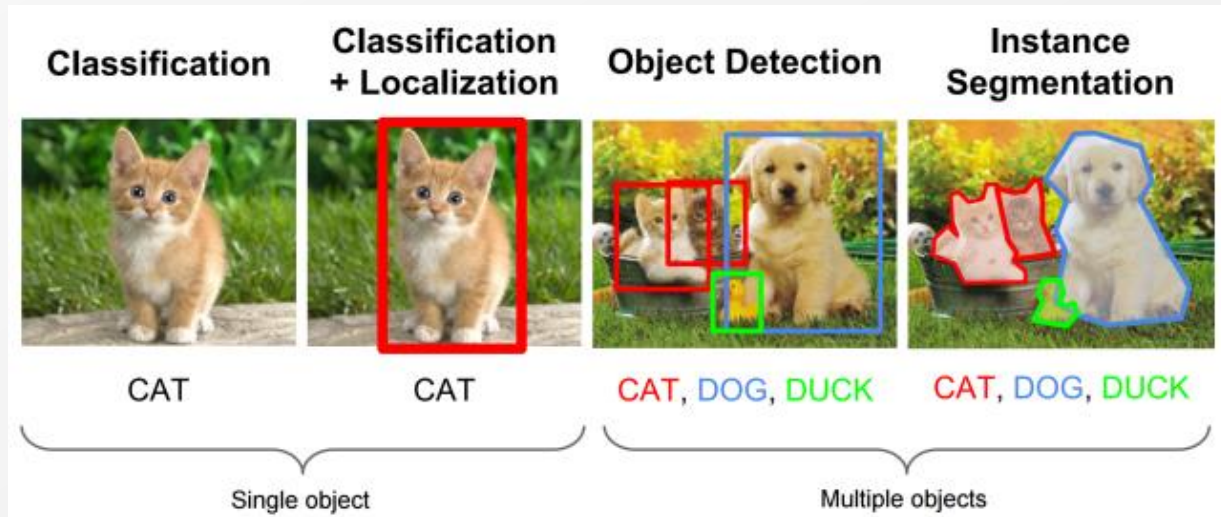 Classification
Classification
+ Localization
Object Detection
Instance
Segmentation
CAT
CAT
CAT, DOG, DUCK
CAT, DOG, DUCK
Single object
Multiple objects